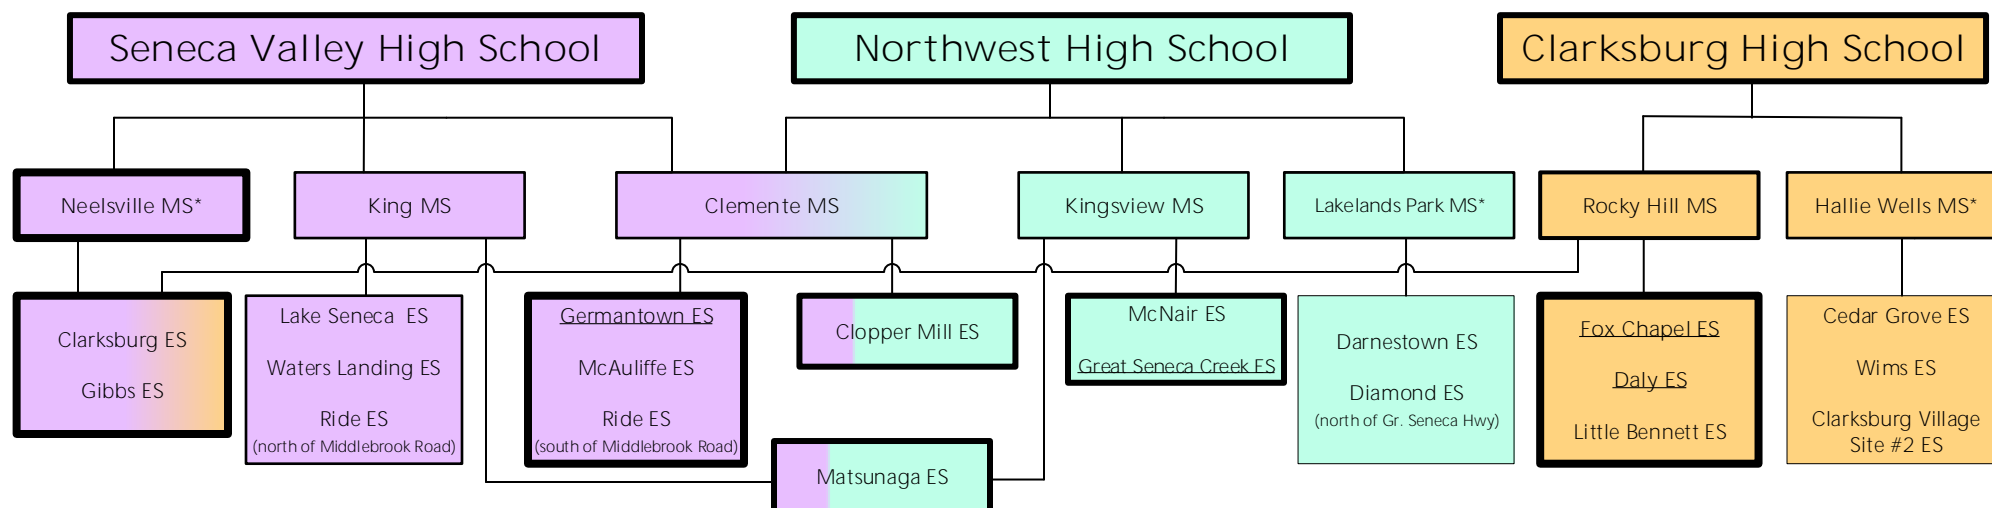 Seneca Valley High School
Northwest High School
Clarksburg High School
Neelsville MS*
King MS
Clemente MS
Kingsview MS
Lakelands Park MS*
Rocky Hill MS
Hallie Wells MS*
Clarksburg ES
Gibbs ES
Lake Seneca ES
Waters Landing ES
Ride ES
(north of Middlebrook Road)
Germantown ES
McAuliffe ES
Ride ES
(south of Middlebrook Road)
Clopper Mill ES
Matsunaga ES
McNair ES
Great Seneca Creek ES
Darnestown ES
Diamond ES
(north of Gr. Seneca Hwy)
Fox Chapel ES
Daly ES
Little Bennett ES
Cedar Grove ES
Wims ES
Clarksburg Village
Site #2 ES